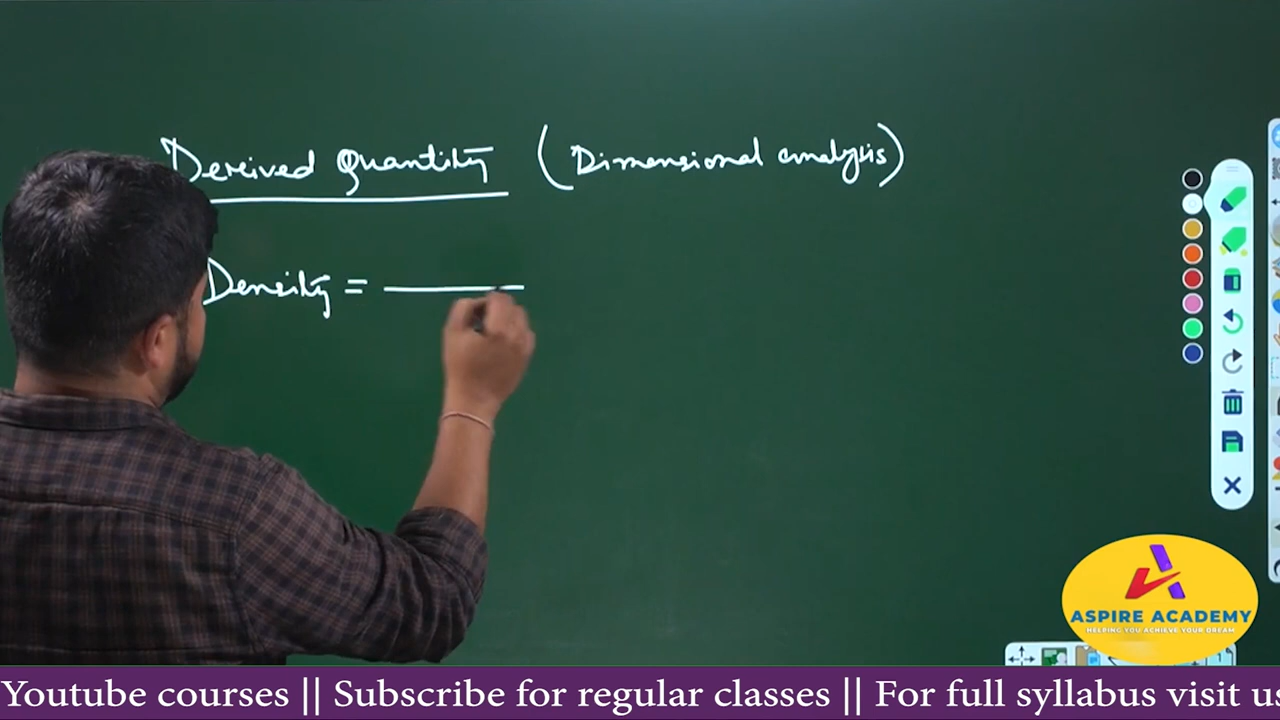 Derived Quantity (Dimensional analysis)
Density =
ASPIRE ACADEMY
HELPING YOU ACHIEVE YOUR DREAM
Youtube courses || Subscribe for regular classes || For full syllabus visit us